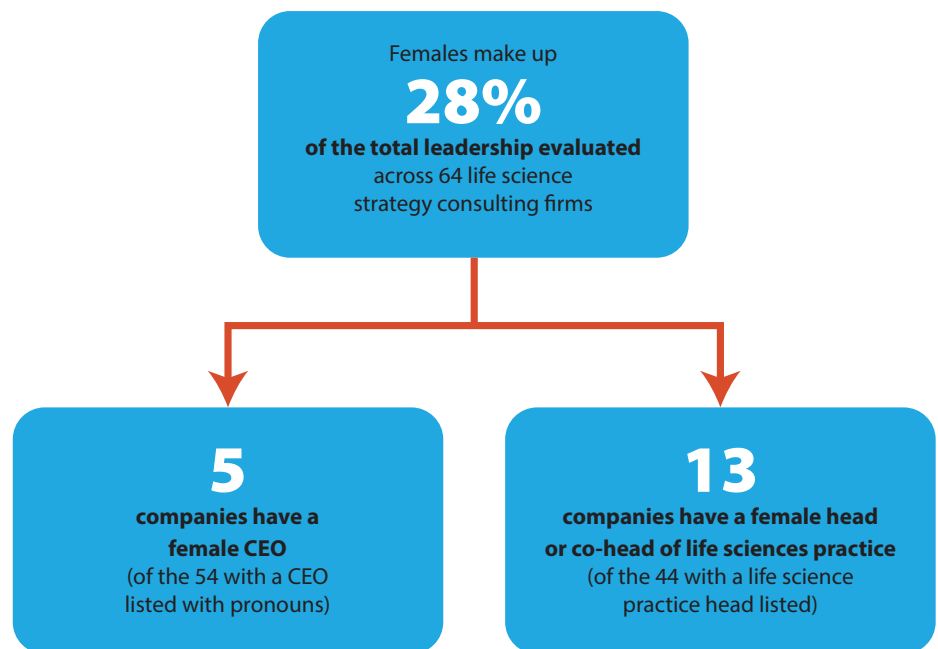 Females make up
28%
of the total leadership evaluated
across 64 life science
strategy consulting firms
5
companies have a
female CEO
(of the 54 with a CEO
listed with pronouns)
13
companies have a female head
or co-head of life sciences practice
(of the 44 with a life science
practice head listed)